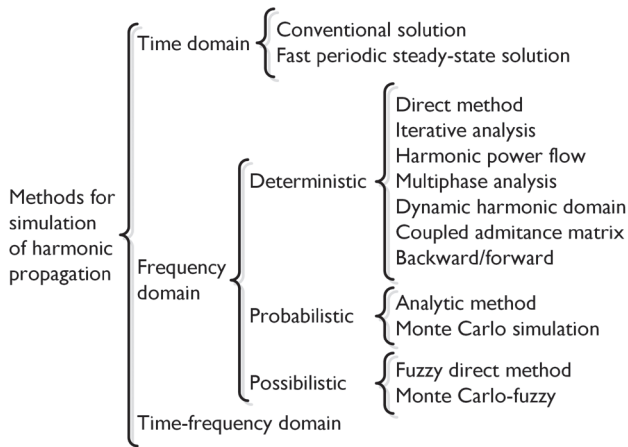 Methods for
simulation
of harmonic
propagation
Time domain
Conventional solution
Fast periodic steady-state solution
Frequency
domain
Deterministic
Direct method
Iterative analysis
Harmonic power flow
Multiphase analysis
Dynamic harmonic domain
Coupled admitance matrix
Backward/forward
Probabilistic
Analytic method
Monte Carlo simulation
Possibilistic
Fuzzy direct method
Monte Carlo-fuzzy
Time-frequency domain